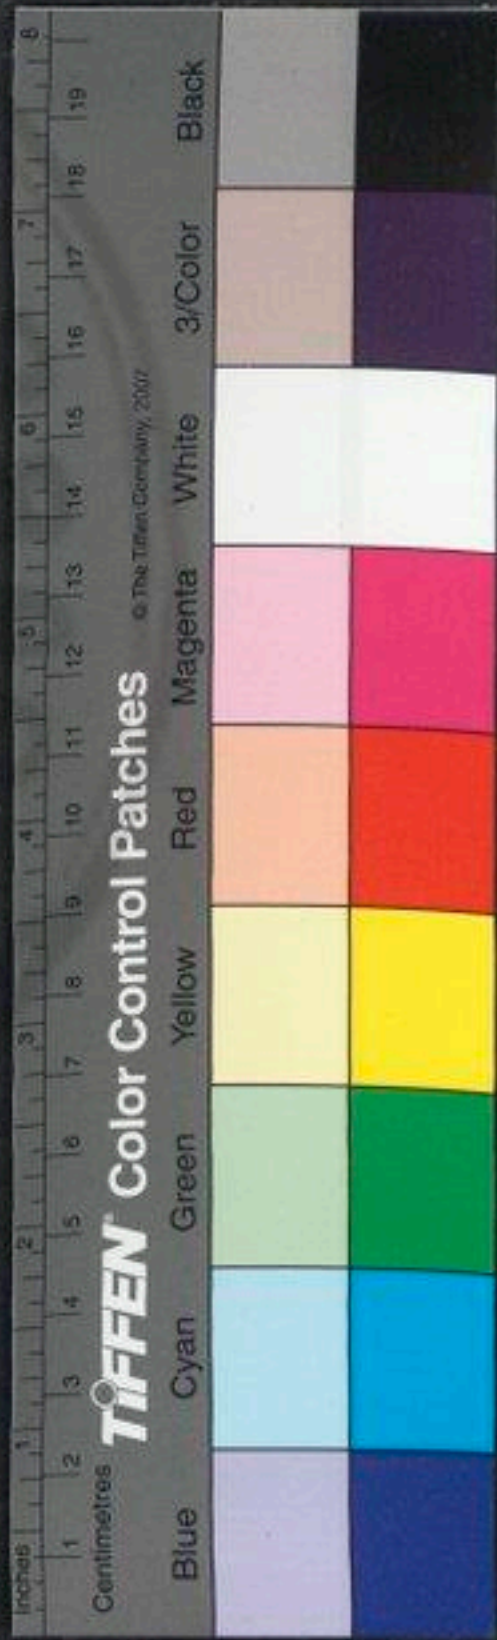 Inches 1 2 3 4 5 6 7 8
1 2 3 4 5 6 7 8 9 10 11 12 13 14 15 16 17 18 19
Centimetres
TIFFEN® Color Control Patches
© The Tiffen Company, 2007
Blue Cyan Green Yellow Red Magenta White 3/Color Black